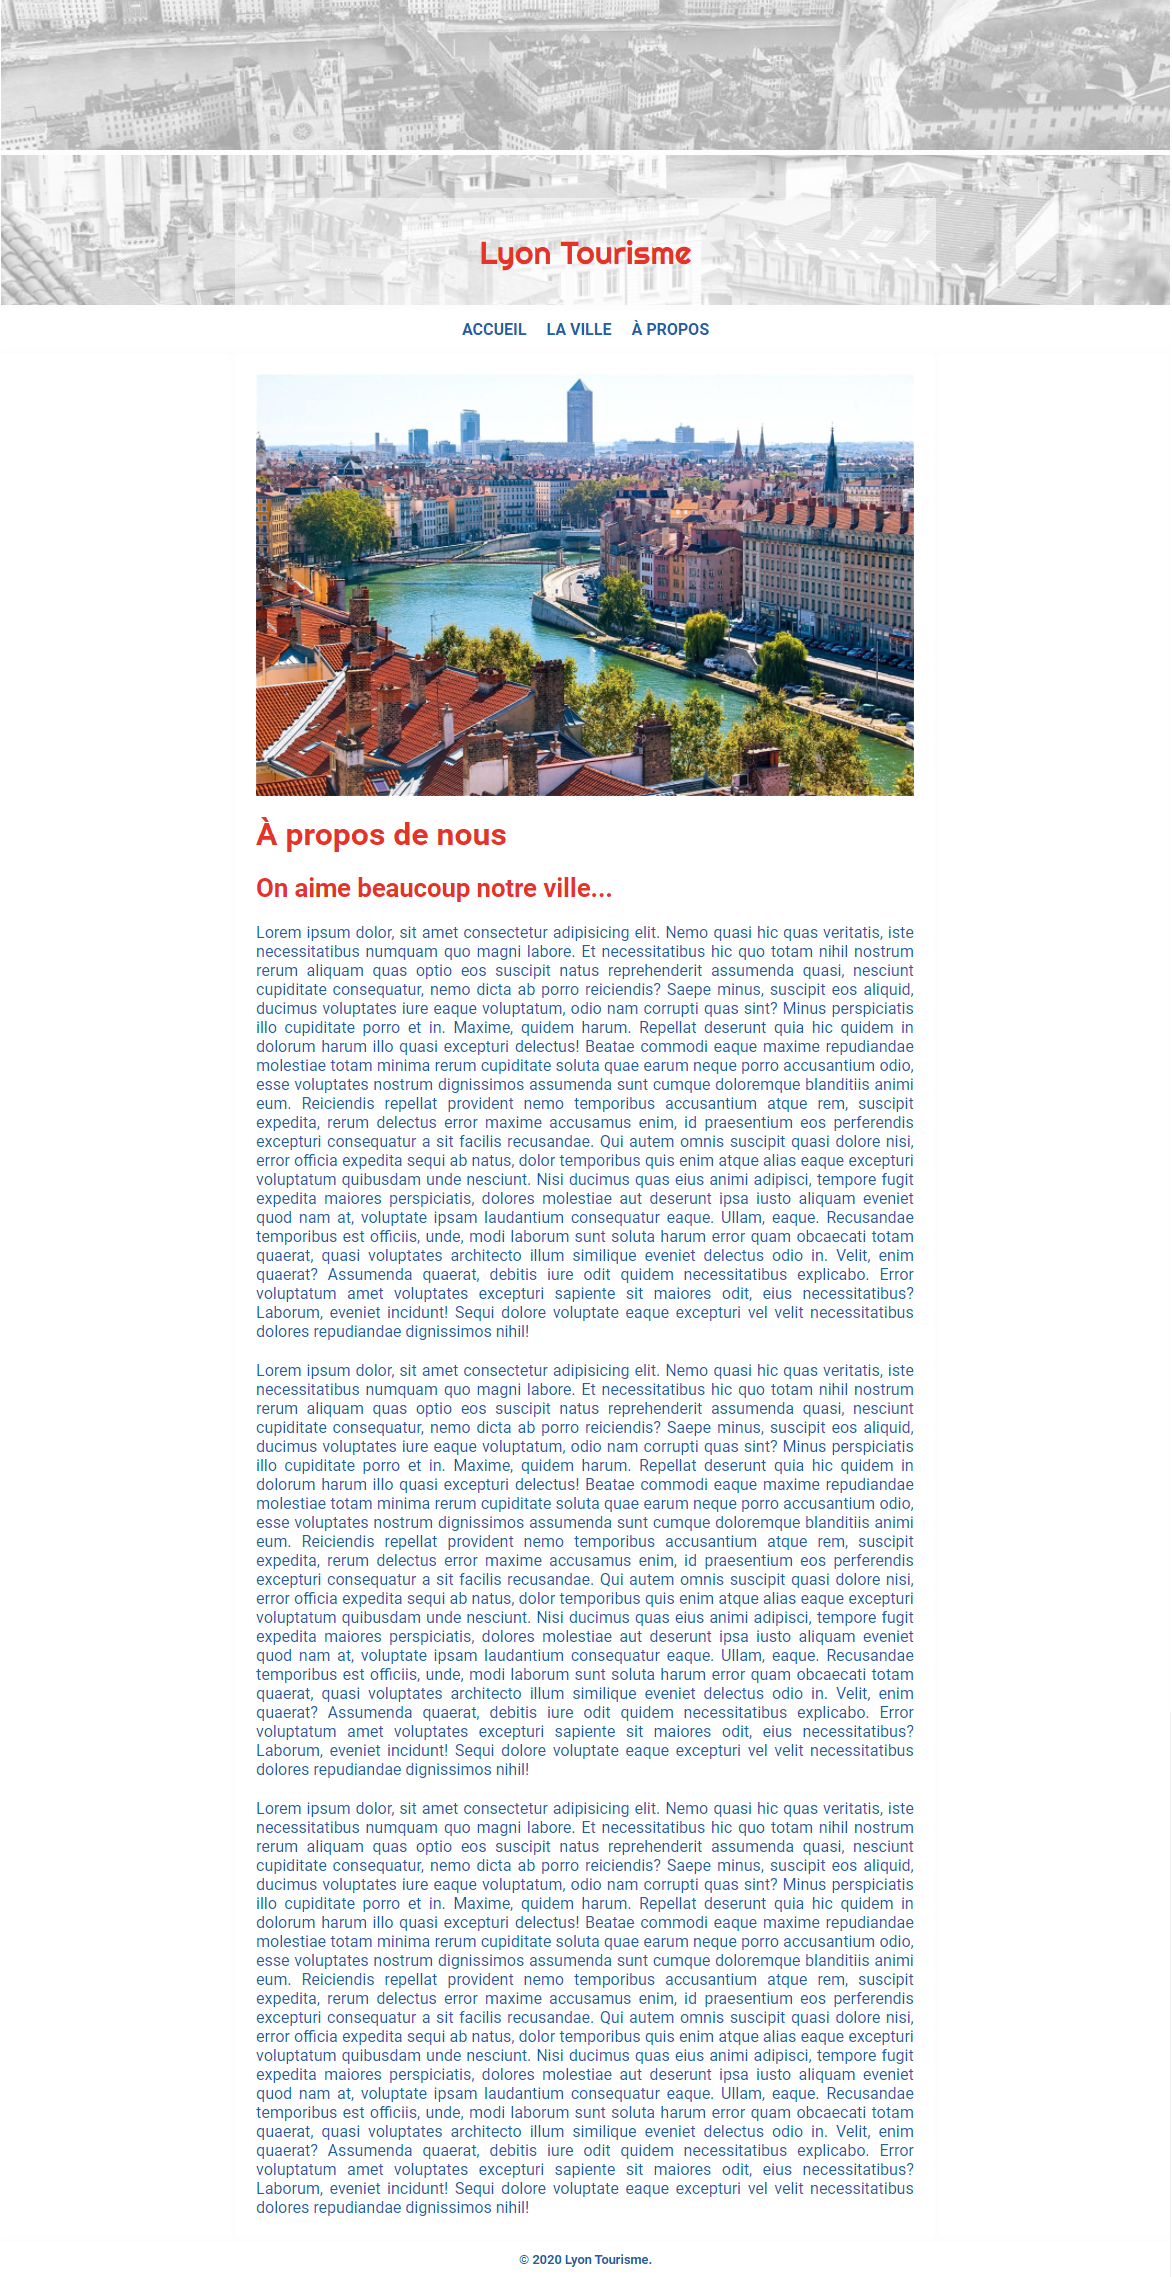 Lyon Tourisme
ACCUEIL LA VILLE À PROPOS
À propos de nous
On aime beaucoup notre ville...
Lorem ipsum dolor, sit amet consectetur adipisicing elit. Nemo quasi hic quas veritatis, iste
necessitatibus numquam quo magni labore. Et necessitatibus hic quo totam nihil nostrum
rerum aliquam quas optio eos suscipit natus reprehenderit assumenda quasi, nesciunt
cupiditate consequatur, nemo dicta ab porro reiciendis? Saepe minus, suscipit eos aliquid,
ducimus voluptates iure eaque voluptatum, odio nam corrupti quas sint? Minus perspiciatis
illo cupiditate porro et in. Maxime, quidem harum. Repellat deserunt quia hic quidem in
dolorum harum illo quasi excepturi delectus! Beatae commodi eaque maxime repudiandae
molestiae totam minima rerum cupiditate soluta quae earum neque porro accusantium odio,
esse voluptates nostrum dignissimos assumenda sunt cumque doloremque blanditiis animi
eum. Reiciendis repellat provident nemo temporibus accusantium atque rem, suscipit
expedita, rerum delectus error maxime accusamus enim, id praesentium eos perferendis
excepturi consequatur a sit facilis recusandae. Qui autem omnis suscipit quasi dolore nisi,
error officia expedita sequi ab natus, dolor temporibus quis enim atque alias eaque excepturi
voluptatum quibusdam unde nesciunt. Nisi ducimus quas eius animi adipisci, tempore fugit
expedita maiores perspiciatis, dolores molestiae aut deserunt ipsa iusto aliquam eveniet
quod nam at, voluptate ipsam laudantium consequatur eaque. Ullam, eaque. Recusandae
temporibus est officiis, unde, modi laborum sunt soluta harum error quam obcaecati totam
quaerat, quasi voluptates architecto illum similique eveniet delectus odio in. Velit, enim
quaerat? Assumenda quaerat, debitis iure odit quidem necessitatibus explicabo. Error
voluptatum amet voluptates excepturi sapiente sit maiores odit, eius necessitatibus?
Laborum, eveniet incidunt! Sequi dolore voluptate eaque excepturi vel velit necessitatibus
dolores repudiandae dignissimos nihil!
Lorem ipsum dolor, sit amet consectetur adipisicing elit. Nemo quasi hic quas veritatis, iste
necessitatibus numquam quo magni labore. Et necessitatibus hic quo totam nihil nostrum
rerum aliquam quas optio eos suscipit natus reprehenderit assumenda quasi, nesciunt
cupiditate consequatur, nemo dicta ab porro reiciendis? Saepe minus, suscipit eos aliquid,
ducimus voluptates iure eaque voluptatum, odio nam corrupti quas sint? Minus perspiciatis
illo cupiditate porro et in. Maxime, quidem harum. Repellat deserunt quia hic quidem in
dolorum harum illo quasi excepturi delectus! Beatae commodi eaque maxime repudiandae
molestiae totam minima rerum cupiditate soluta quae earum neque porro accusantium odio,
esse voluptates nostrum dignissimos assumenda sunt cumque doloremque blanditiis animi
eum. Reiciendis repellat provident nemo temporibus accusantium atque rem, suscipit
expedita, rerum delectus error maxime accusamus enim, id praesentium eos perferendis
excepturi consequatur a sit facilis recusandae. Qui autem omnis suscipit quasi dolore nisi,
error officia expedita sequi ab natus, dolor temporibus quis enim atque alias eaque excepturi
voluptatum quibusdam unde nesciunt. Nisi ducimus quas eius animi adipisci, tempore fugit
expedita maiores perspiciatis, dolores molestiae aut deserunt ipsa iusto aliquam eveniet
quod nam at, voluptate ipsam laudantium consequatur eaque. Ullam, eaque. Recusandae
temporibus est officiis, unde, modi laborum sunt soluta harum error quam obcaecati totam
quaerat, quasi voluptates architecto illum similique eveniet delectus odio in. Velit, enim
quaerat? Assumenda quaerat, debitis iure odit quidem necessitatibus explicabo. Error
voluptatum amet voluptates excepturi sapiente sit maiores odit, eius necessitatibus?
Laborum, eveniet incidunt! Sequi dolore voluptate eaque excepturi vel velit necessitatibus
dolores repudiandae dignissimos nihil!
Lorem ipsum dolor, sit amet consectetur adipisicing elit. Nemo quasi hic quas veritatis, iste
necessitatibus numquam quo magni labore. Et necessitatibus hic quo totam nihil nostrum
rerum aliquam quas optio eos suscipit natus reprehenderit assumenda quasi, nesciunt
cupiditate consequatur, nemo dicta ab porro reiciendis? Saepe minus, suscipit eos aliquid,
ducimus voluptates iure eaque voluptatum, odio nam corrupti quas sint? Minus perspiciatis
illo cupiditate porro et in. Maxime, quidem harum. Repellat deserunt quia hic quidem in
dolorum harum illo quasi excepturi delectus! Beatae commodi eaque maxime repudiandae
molestiae totam minima rerum cupiditate soluta quae earum neque porro accusantium odio,
esse voluptates nostrum dignissimos assumenda sunt cumque doloremque blanditiis animi
eum. Reiciendis repellat provident nemo temporibus accusantium atque rem, suscipit
expedita, rerum delectus error maxime accusamus enim, id praesentium eos perferendis
excepturi consequatur a sit facilis recusandae. Qui autem omnis suscipit quasi dolore nisi,
error officia expedita sequi ab natus, dolor temporibus quis enim atque alias eaque excepturi
voluptatum quibusdam unde nesciunt. Nisi ducimus quas eius animi adipisci, tempore fugit
expedita maiores perspiciatis, dolores molestiae aut deserunt ipsa iusto aliquam eveniet
quod nam at, voluptate ipsam laudantium consequatur eaque. Ullam, eaque. Recusandae
temporibus est officiis, unde, modi laborum sunt soluta harum error quam obcaecati totam
quaerat, quasi voluptates architecto illum similique eveniet delectus odio in. Velit, enim
quaerat? Assumenda quaerat, debitis iure odit quidem necessitatibus explicabo. Error
voluptatum amet voluptates excepturi sapiente sit maiores odit, eius necessitatibus?
Laborum, eveniet incidunt! Sequi dolore voluptate eaque excepturi vel velit necessitatibus
dolores repudiandae dignissimos nihil!
© 2020 Lyon Tourisme.